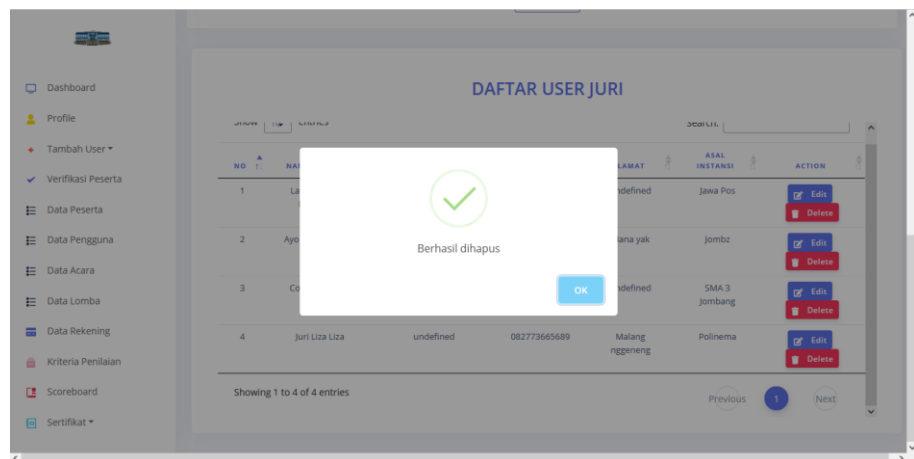 Dashboard
Profile
Tambah User
Verifikasi Peserta
Data Peserta
Data Pengguna
Data Acara
Data Lomba
Data Rekening
Kriteria Penilaian
Scoreboard
Sertifikat
DAFTAR USER JURI
Show entries Search:
NO ASAL INSTANSI ACTION
1 Jawa Pos Edit
Delete
2 Jombz Edit
Delete
3 SMA 3 Jombang Edit
Delete
4 Juri Liza Liza undefined 082773665689 Malang nggeneng Polinema Edit
Delete
Showing 1 to 4 of 4 entries
Previous 1 Next
Berhasil dihapus
OK